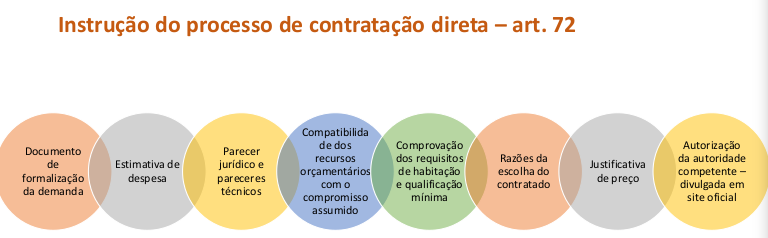 Instrução do processo de contratação direta – art. 72
Documento
de
formalização
da demanda
Estimativa de
despesa
Parecer
jurídico e
pareceres
técnicos
Compatibilida
de dos
recursos
orçamentários
com o
compromisso
assumido
Comprovação
dos requisitos
de habitação
e qualificação
mínima
Razões da
escolha do
contratado
Justificativa
de preço
Autorização
da autoridade
competente –
divulgada em
site oficial